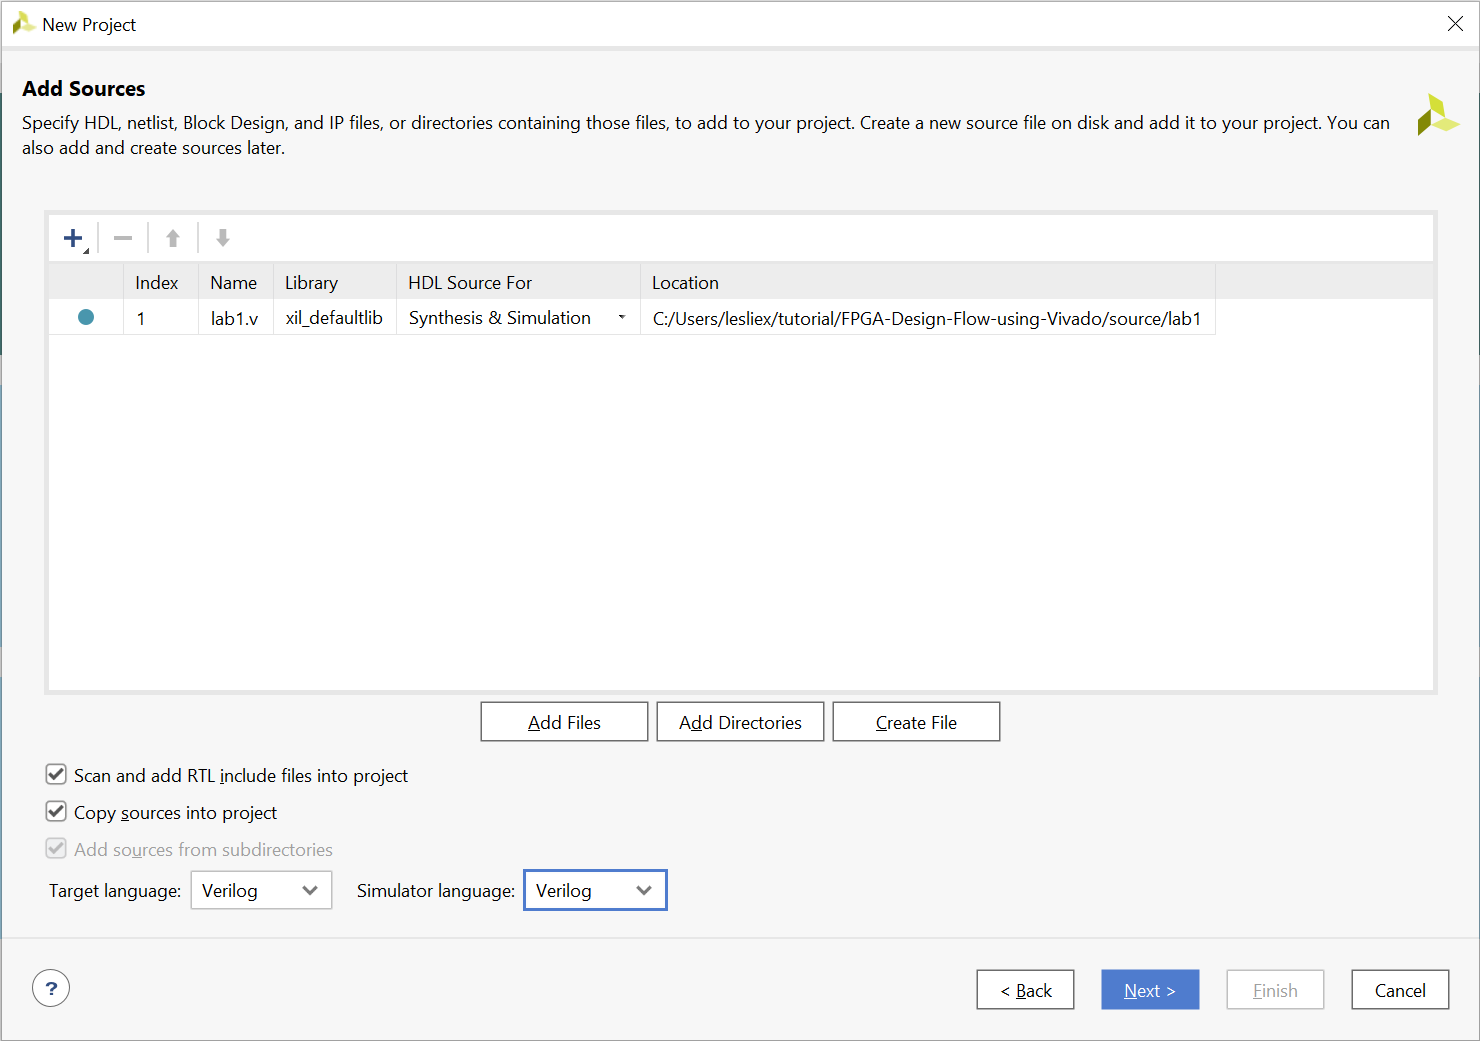 New Project
Add Sources
Specify HDL, netlist, Block Design, and IP files, or directories containing those files, to add to your project. Create a new source file on disk and add it to your project. You can
also add and create sources later.
Index Name Library HDL Source For Location
1 lab1.v xil_defaultlib Synthesis & Simulation C:/Users/lesliex/tutorial/FPGA-Design-Flow-using-Vivado/source/lab1
Add Files Add Directories Create File
Scan and add RTL include files into project
Copy sources into project
Add sources from subdirectories
Target language: Verilog Simulator language: Verilog
? < Back Next > Finish Cancel